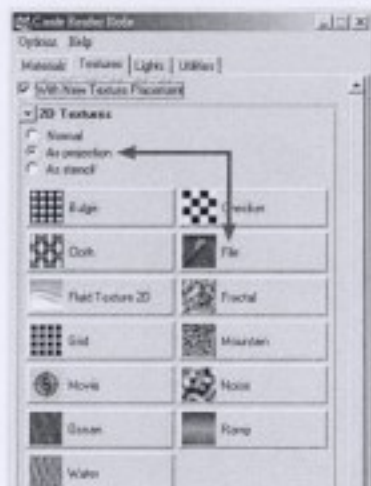 Create Render Node
Options Help
Materials Textures Lights Utilities
With New Texture Placement
2D Textures
Normal
As projection
As stencil
Bulge Checker
Cloth File
Fluid Texture 2D Fractal
Grid Mountain
Movie Noise
Ocean Ramp
Water